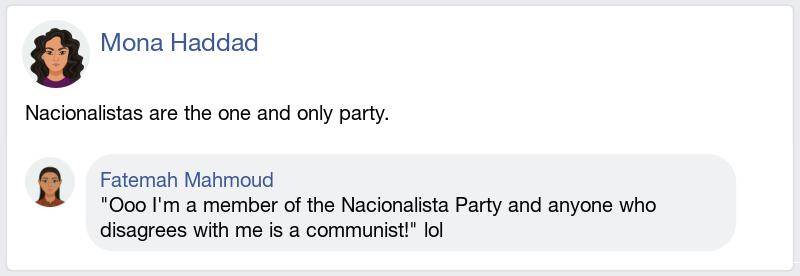 Mona Haddad
Nacionalistas are the one and only party.
Fatemah Mahmoud
"Ooo I'm a member of the Nacionalista Party and anyone who
disagrees with me is a communist!" lol